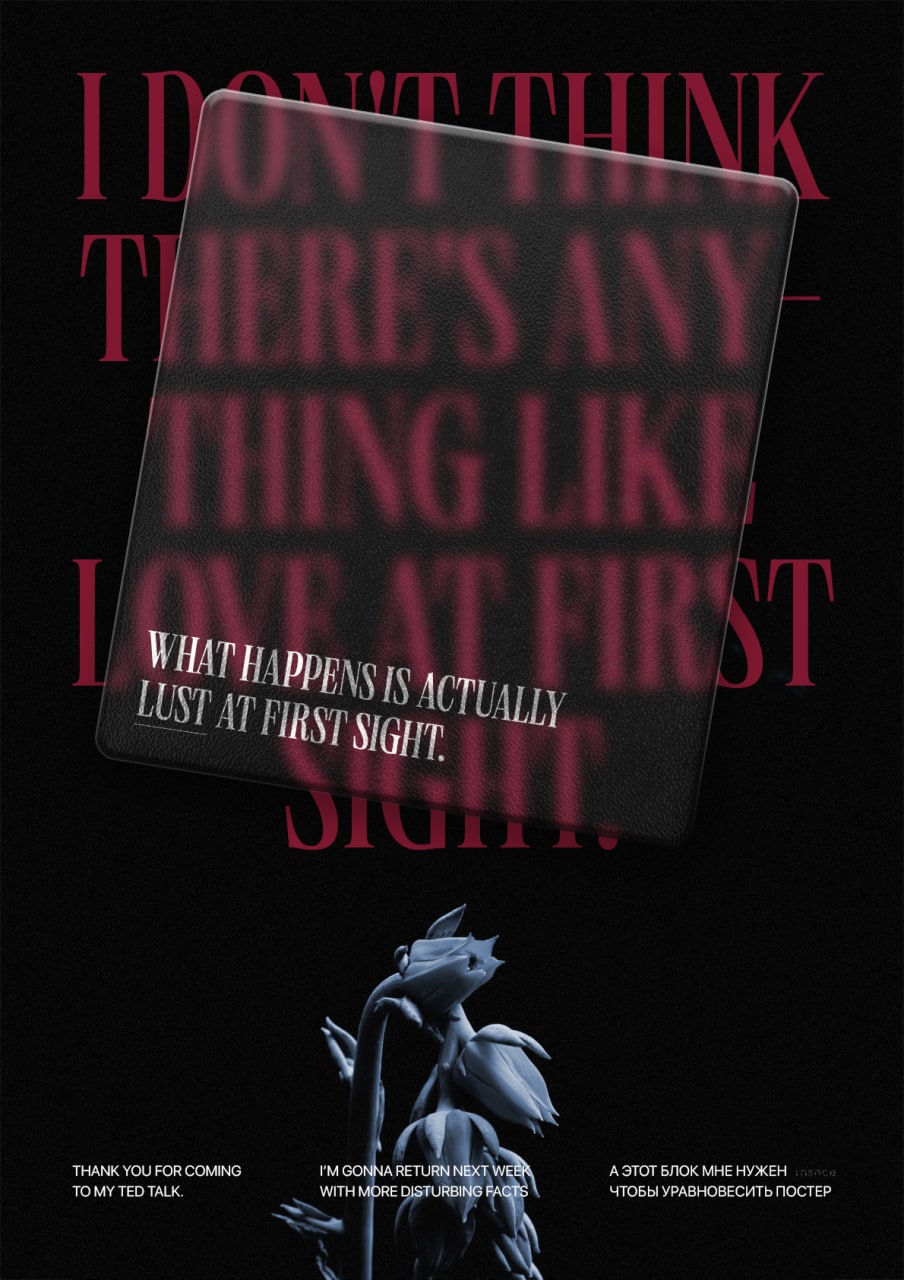 I DON'T THINK
THERE'S ANY—
THING LIKE
LOVE AT FIRST
SIGHT.
WHAT HAPPENS IS ACTUALLY
LUST AT FIRST SIGHT.
THANK YOU FOR COMING
TO MY TED TALK.
I'M GONNA RETURN NEXT WEEK
WITH MORE DISTURBING FACTS
А ЭТОТ БЛОК МНЕ НУЖЕН
ЧТОБЫ УРАВНОВЕСИТЬ ПОСТЕР